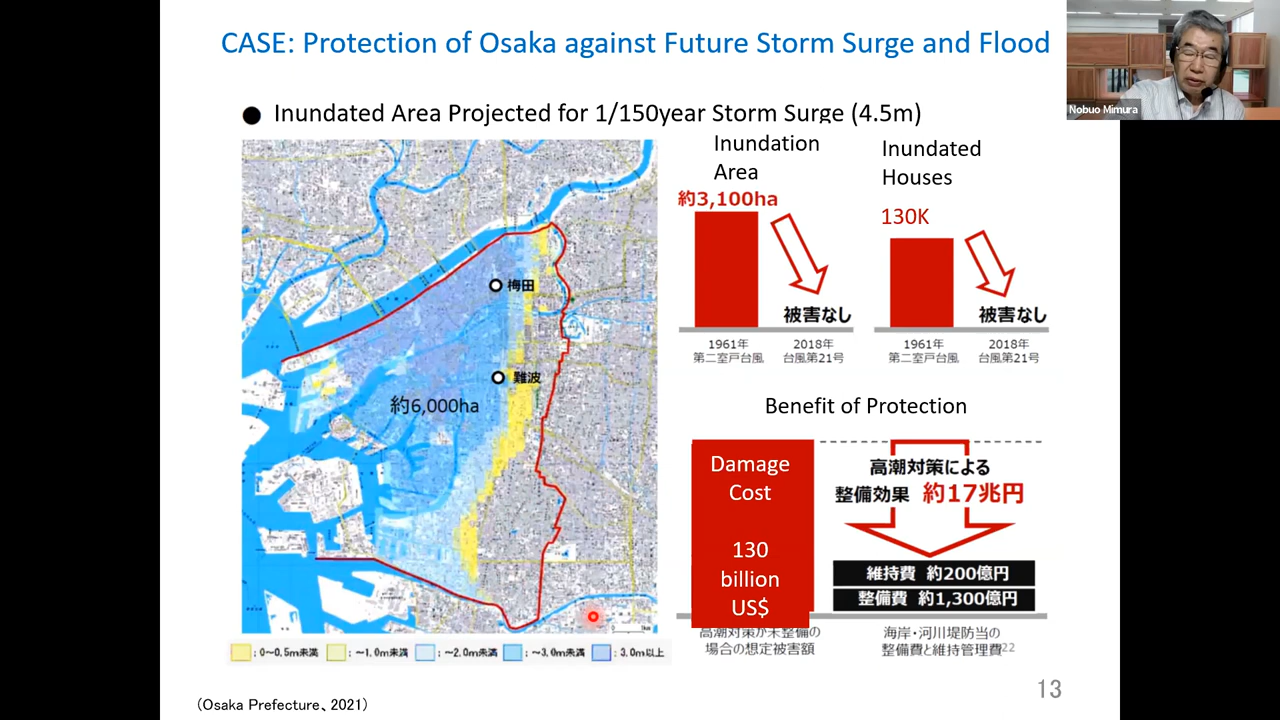 CASE: Protection of Osaka against Future Storm Surge and Flood
Nobuo Mimura
● Inundated Area Projected for 1/150year Storm Surge (4.5m)
Inundation
Area
約3,100ha
被害なし
1961年
第二室戸台風
2018年
台風第21号
Inundated
Houses
130K
被害なし
1961年
第二室戸台風
2018年
台風第21号
梅田
難波
約6,000ha
Benefit of Protection
Damage
Cost
130
billion
US$
高潮対策が未整備の
場合の想定被害額
高潮対策による
整備効果 約17兆円
維持費 約200億円
整備費 約1,300億円
海岸・河川堤防当の
整備費と維持管理費22
:0～0.5m未満 :～1.0m未満 :～2.0m未満 :～3.0m未満 :3.0m以上
13
(Osaka Prefecture、2021)